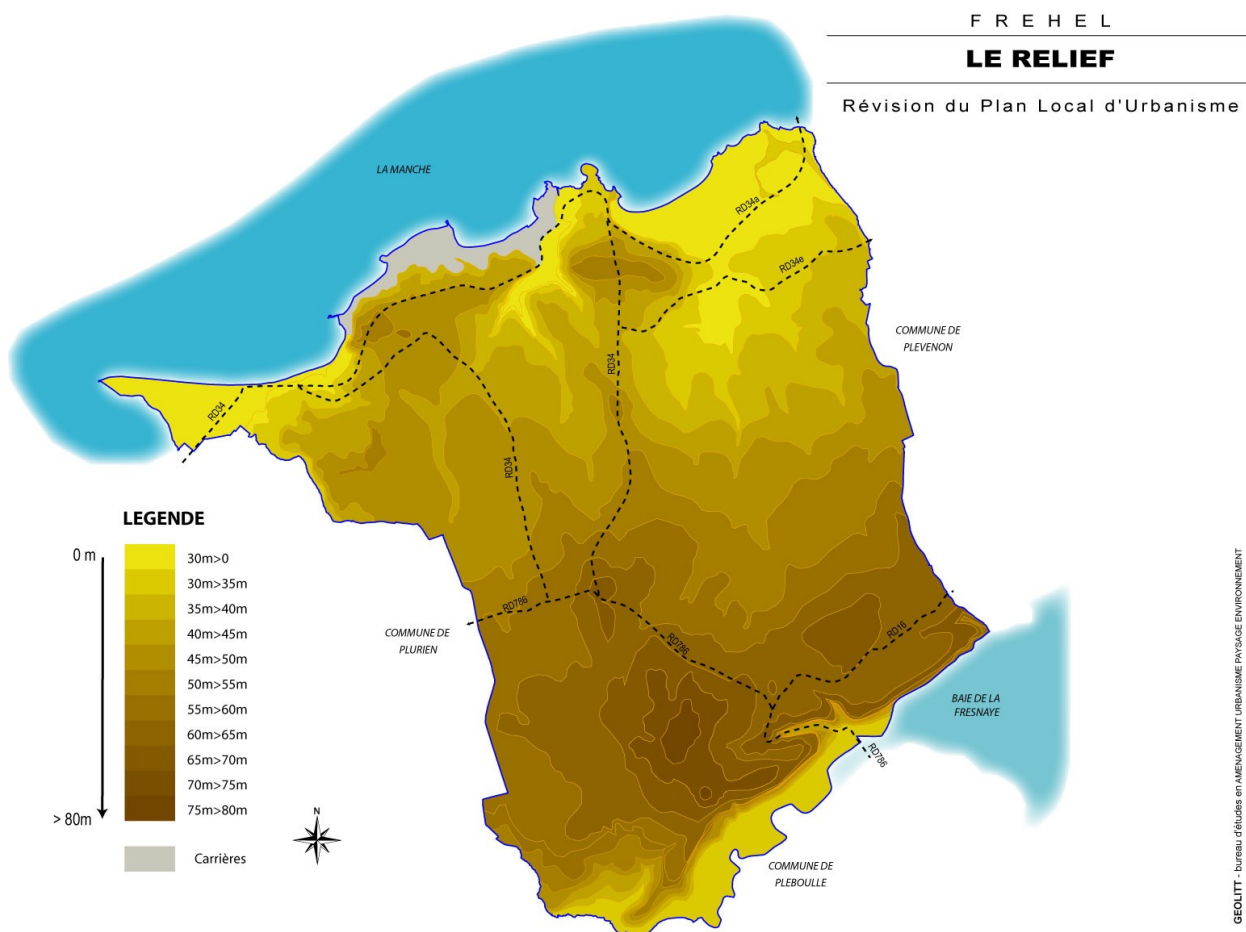 F R E H E L
LE RELIEF
Révision du Plan Local d'Urbanisme
LA MANCHE
RD34a
RD34e
COMMUNE DE
PLEVENON
RD34
RD34
RD34
LEGENDE
0 m
30m>0
30m>35m
35m>40m
40m>45m
45m>50m
50m>55m
55m>60m
60m>65m
65m>70m
70m>75m
75m>80m
> 80m
Carrières
N
RD786
COMMUNE DE
PLURIEN
RD786
RD16
BAIE DE LA
FRESNAYE
RD786
COMMUNE DE
PLEBOULLE
GEOLITT - bureau d'études en AMENAGEMENT URBANISME PAYSAGE ENVIRONNEMENT